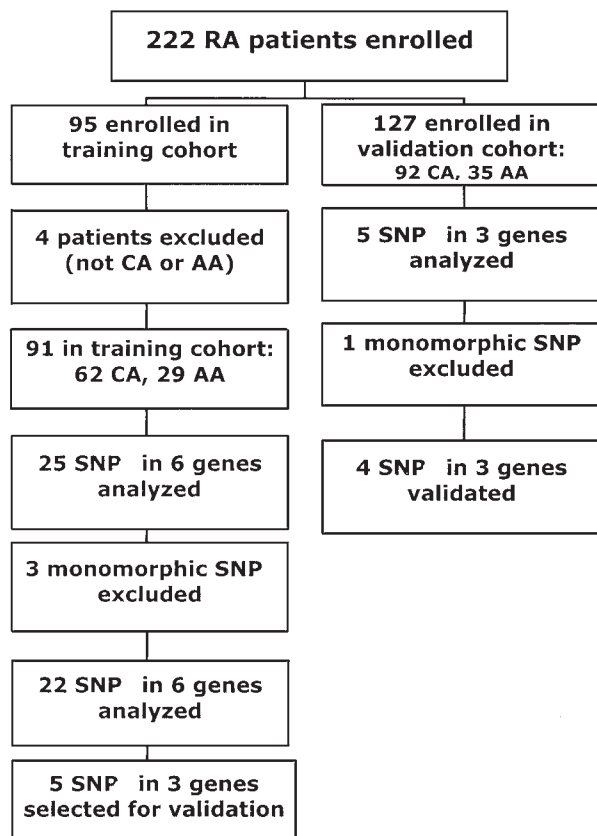 222 RA patients enrolled
95 enrolled in
training cohort
4 patients excluded
(not CA or AA)
91 in training cohort:
62 CA, 29 AA
25 SNP in 6 genes
analyzed
3 monomorphic SNP
excluded
22 SNP in 6 genes
analyzed
5 SNP in 3 genes
selected for validation
127 enrolled in
validation cohort:
92 CA, 35 AA
5 SNP in 3 genes
analyzed
1 monomorphic SNP
excluded
4 SNP in 3 genes
validated